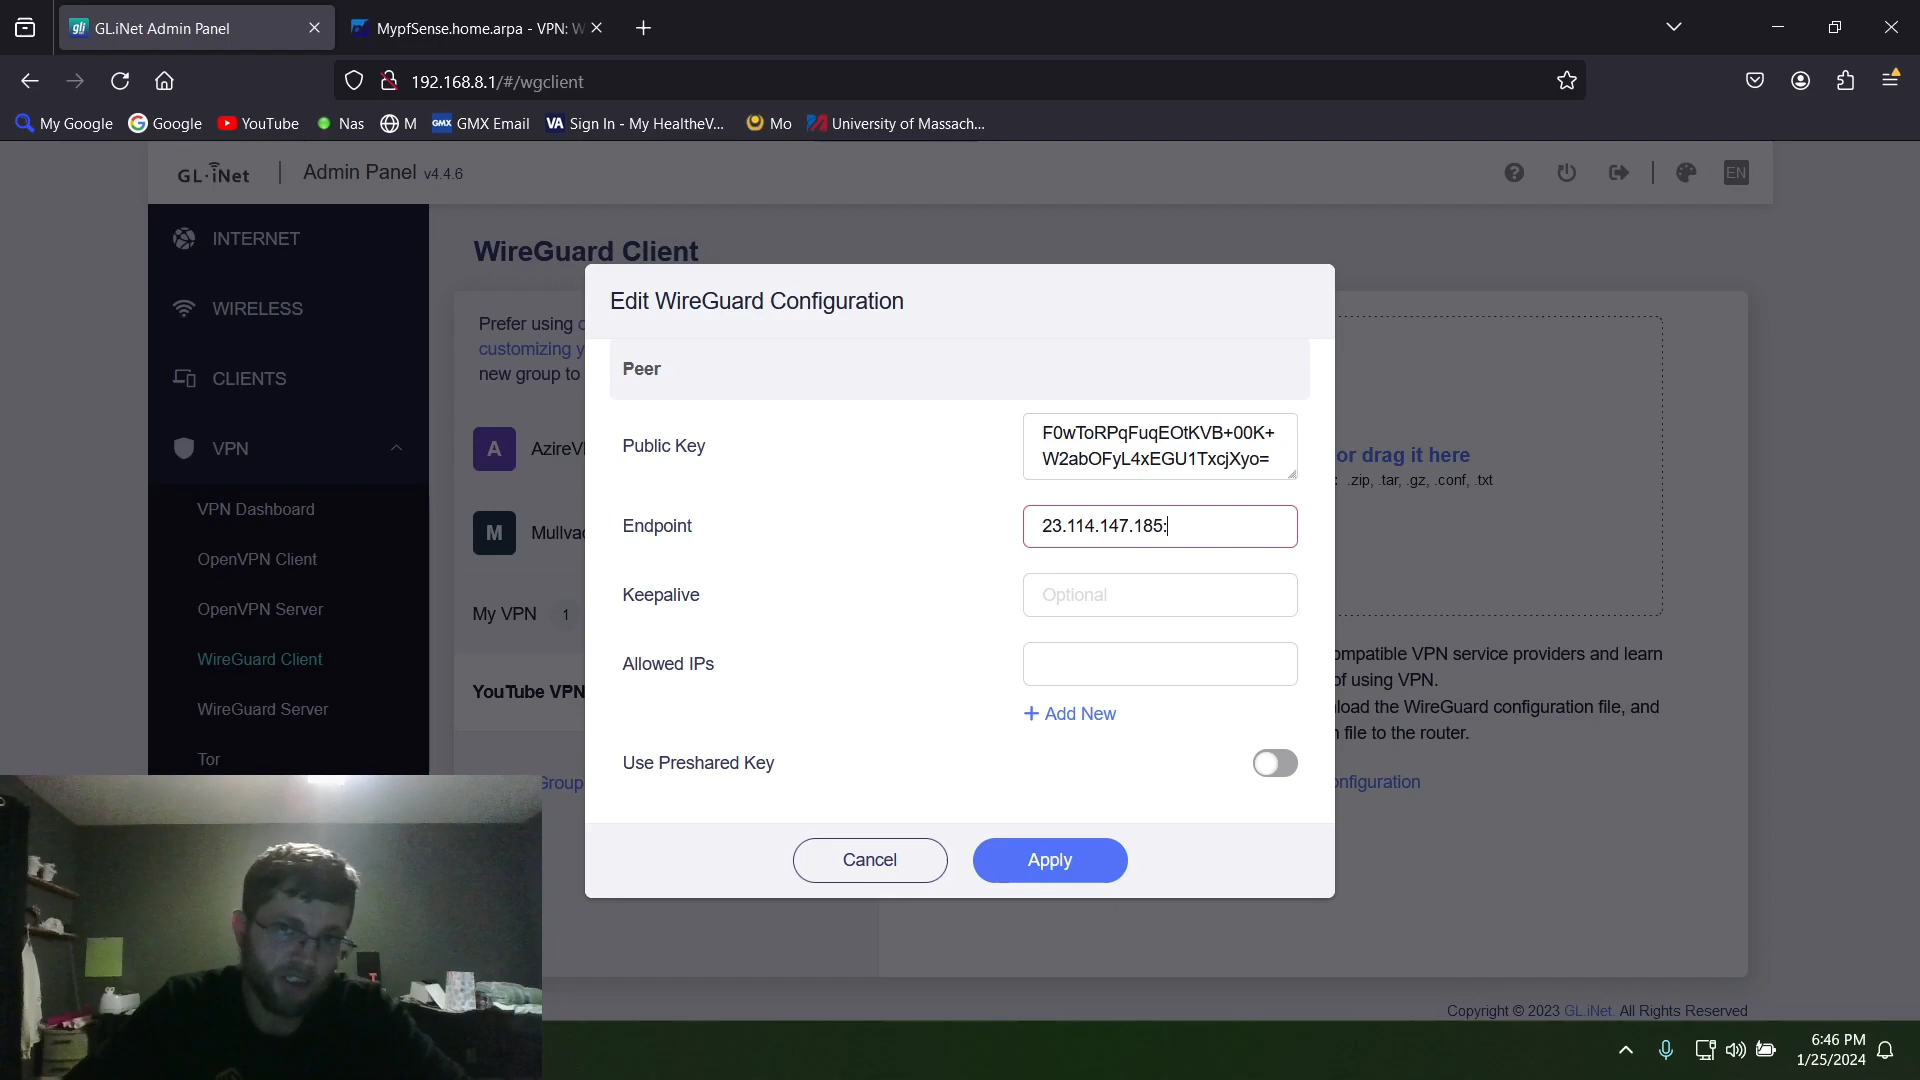 GL.iNet Admin Panel
MypfSense.home.arpa - VPN: W
192.168.8.1/#/wgclient
My Google
Google
YouTube
Nas
M
GMX Email
Sign In - My HealtheV...
Mo
University of Massach...
GL·iNet
Admin Panel v4.4.6
EN
INTERNET
WIRELESS
CLIENTS
VPN
VPN Dashboard
OpenVPN Client
OpenVPN Server
WireGuard Client
WireGuard Server
Tor
WireGuard Client
Prefer using
customizing
new group to
A
M
My VPN 1
YouTube VPN
Edit WireGuard Configuration
Peer
Public Key
F0wToRPqFuqEOtKVB+00K+
W2abOFyL4xEGU1TxcjXyo=
Endpoint
23.114.147.185:
Keepalive
Optional
Allowed IPs
+ Add New
Use Preshared Key
Cancel
Apply
or drag it here
: .zip, .tar, .gz, .conf, .txt
ompatible VPN service providers and learn
of using VPN.
load the WireGuard configuration file, and
file to the router.
onfiguration
Copyright © 2023 GL.iNet. All Rights Reserved
6:46 PM
1/25/2024